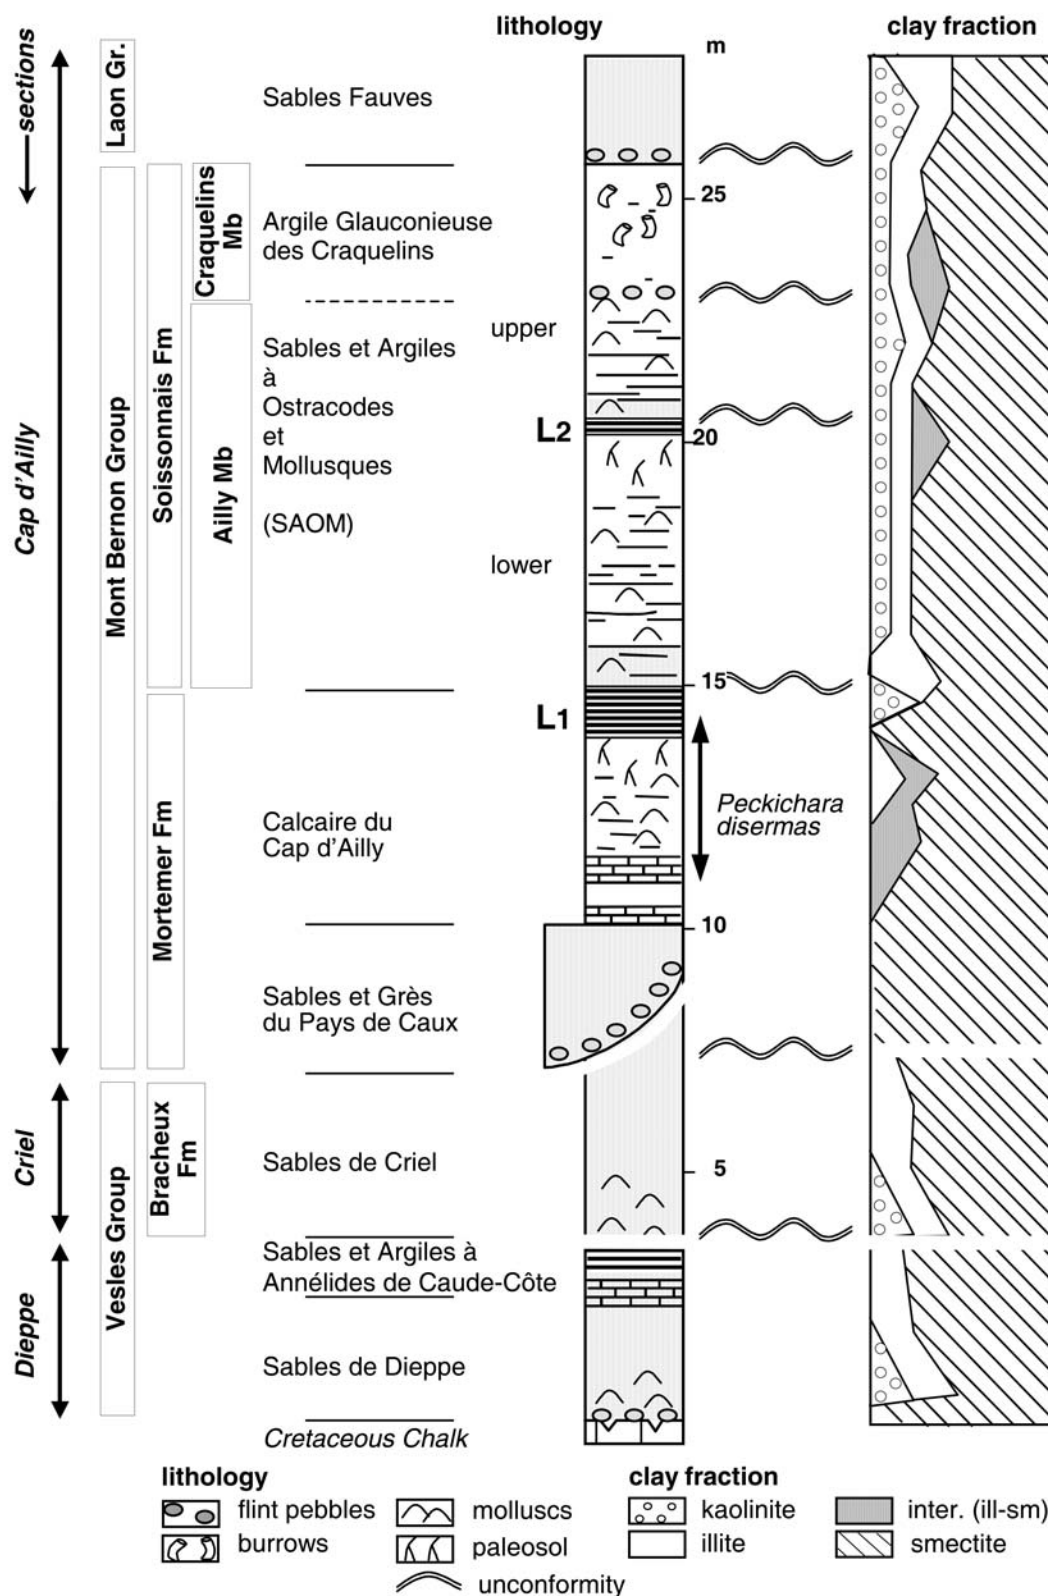 lithology
clay fraction
m
sections
Laon Gr.
Sables Fauves
25
Craquelins
Mb
Argile Glauconieuse
des Craquelins
upper
Sables et Argiles
à
Ostracodes
et
Mollusques
(SAOM)
L2
20
Cap d'Ailly
Mont Bernon Group
Soissonnais Fm
Ailly Mb
lower
15
L1
Peckichara
disermas
Mortemer Fm
Calcaire du
Cap d'Ailly
10
Sables et Grès
du Pays de Caux
Criel
Vesles Group
Bracheux
Fm
Sables de Criel
5
Sables et Argiles à
Annélides de Caude-Côte
Dieppe
Sables de Dieppe
Cretaceous Chalk
lithology
flint pebbles
molluscs
burrows
paleosol
unconformity
clay fraction
kaolinite
inter. (ill-sm)
illite
smectite